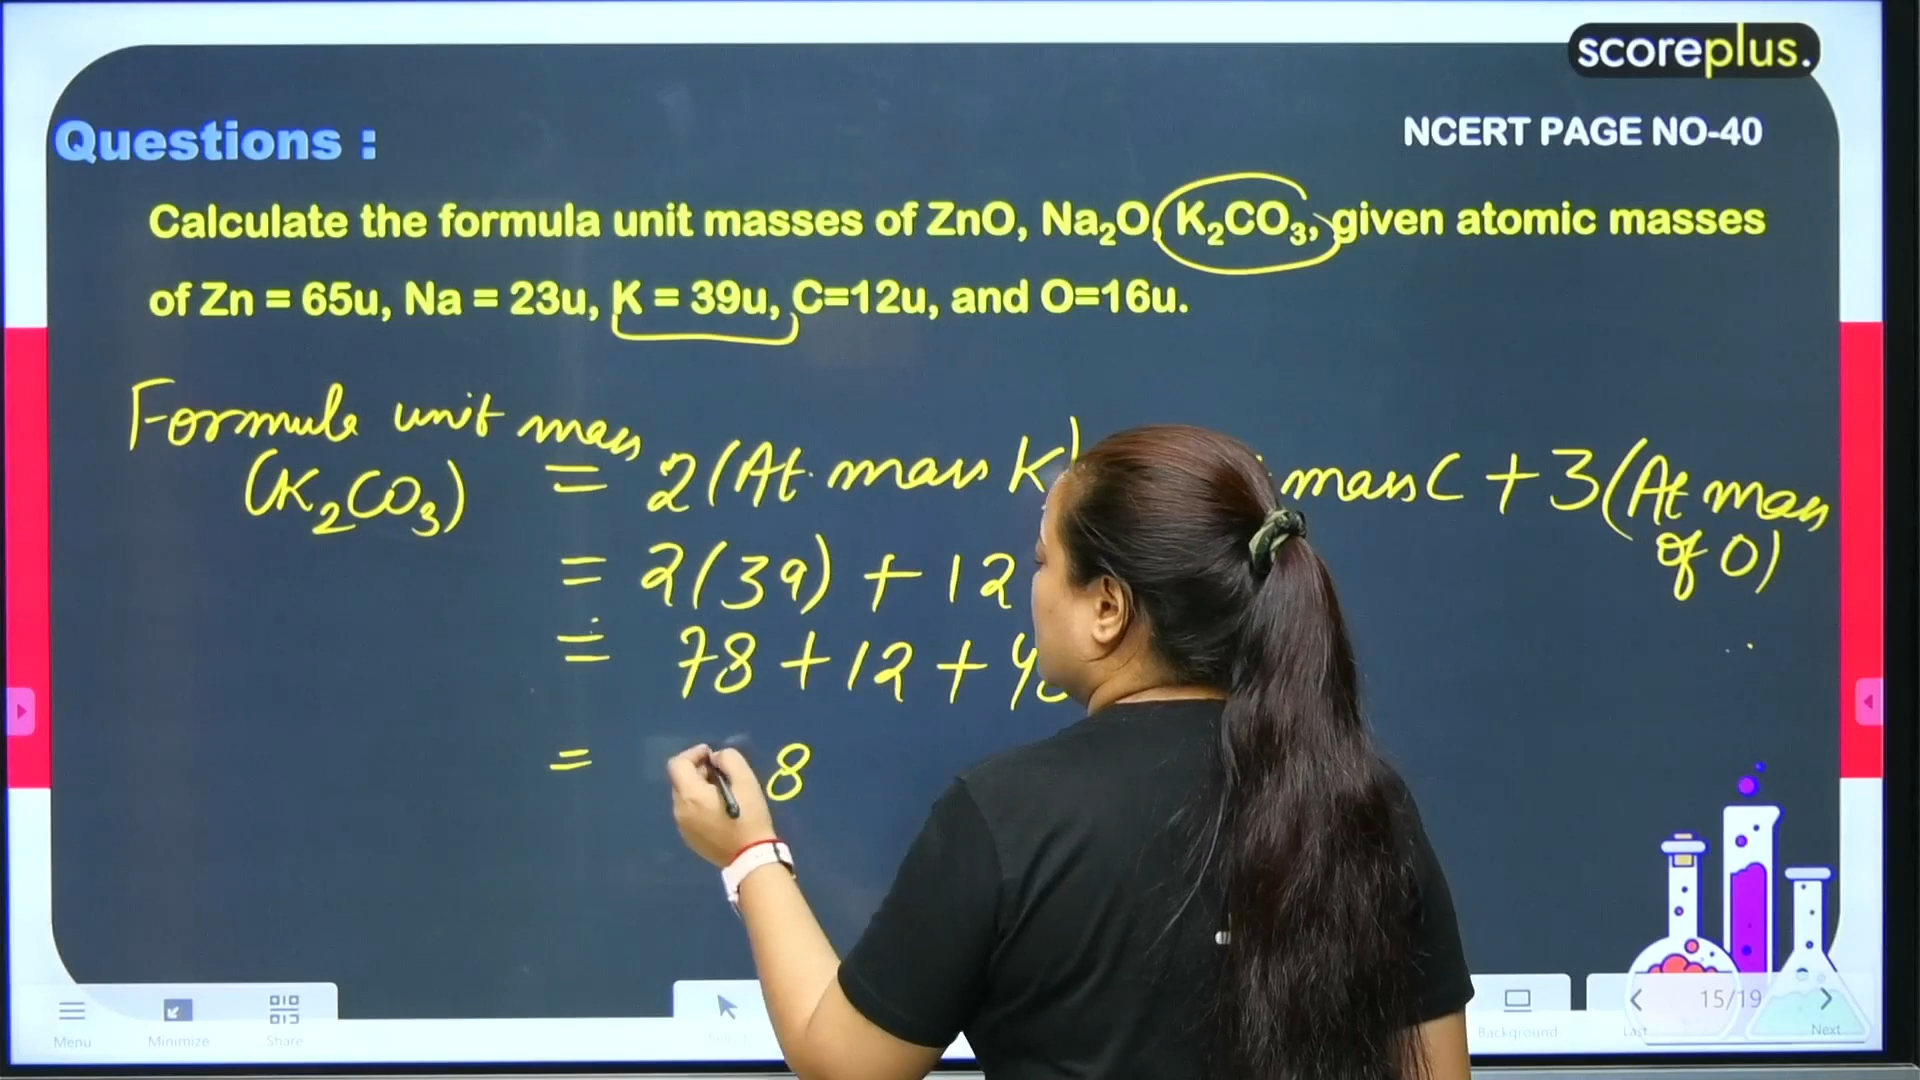 scoreplus.
Questions :
NCERT PAGE NO-40
Calculate the formula unit masses of ZnO, Na₂O, K₂CO₃, given atomic masses
of Zn = 65u, Na = 23u, K = 39u, C=12u, and O=16u.
Formula unit mass
(K₂CO₃) = 2(At. mass K) mass C + 3(At mass
of O)
= 2(39) + 12
= 78 + 12 +
= 8
Menu
Minimize
Share
Select
Background
Last
15/19
Next